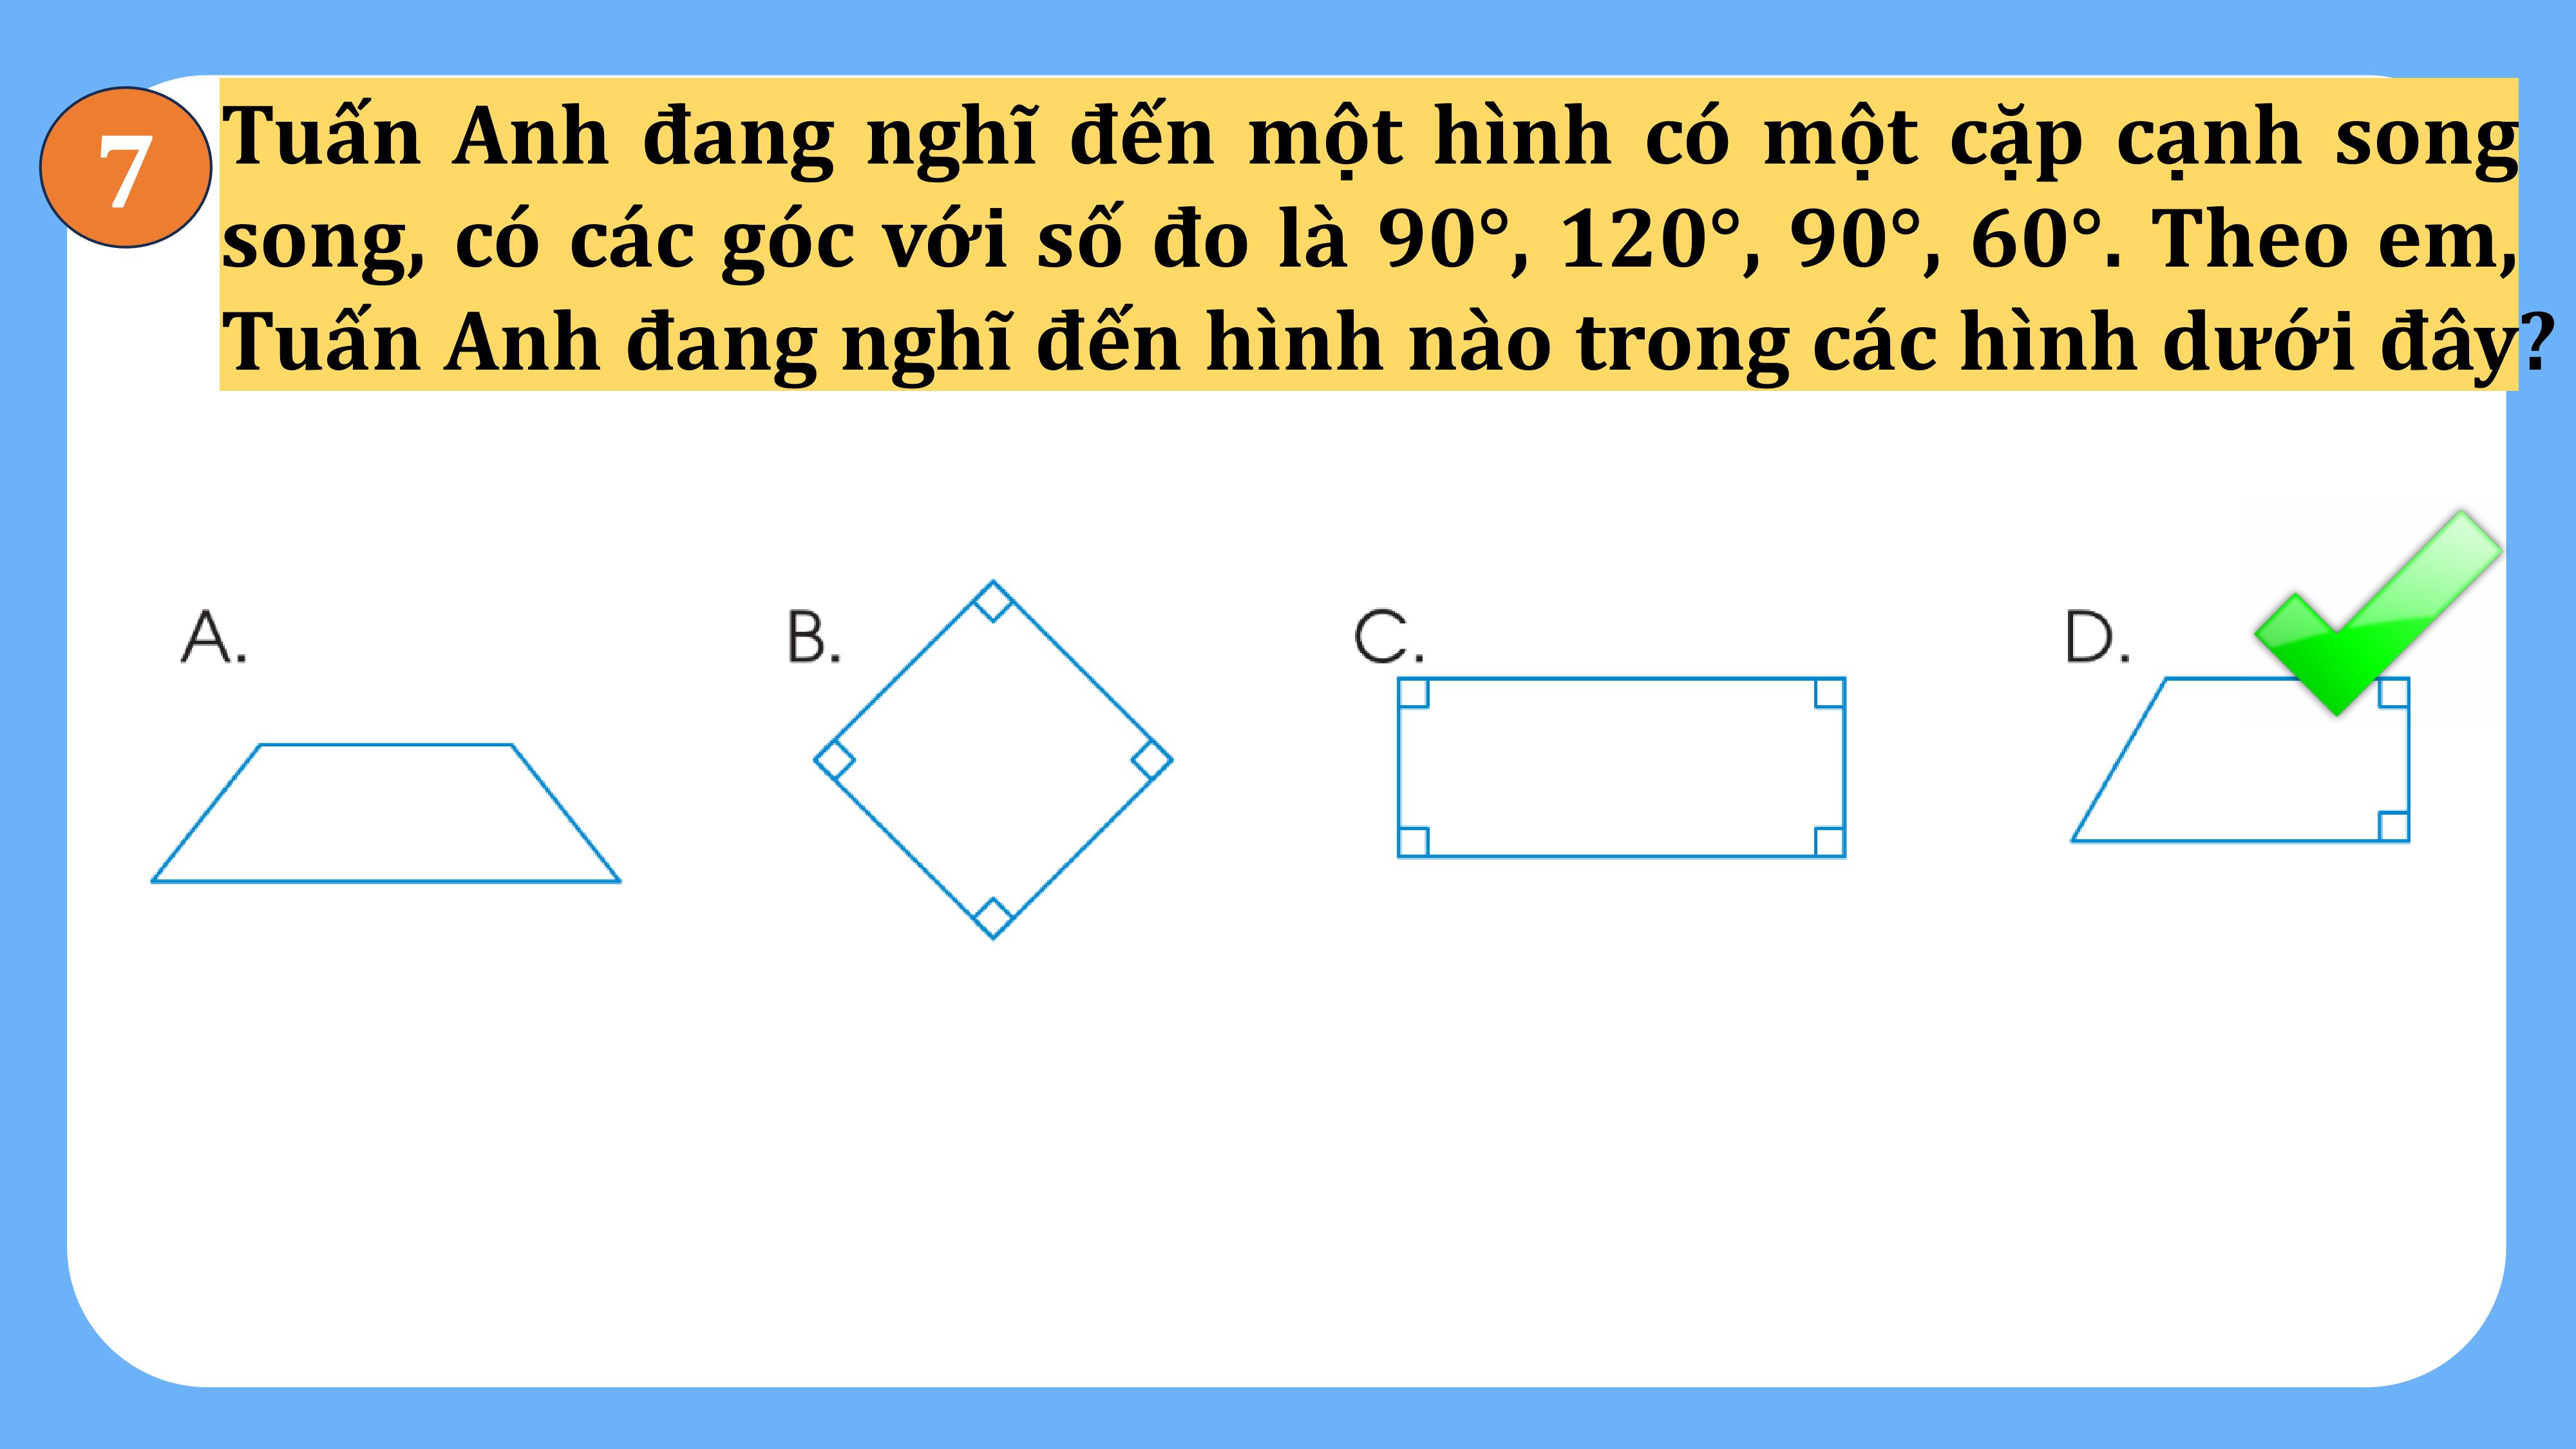 7
Tuấn Anh đang nghĩ đến một hình có một cặp cạnh song
song, có các góc với số đo là 90°, 120°, 90°, 60°. Theo em,
Tuấn Anh đang nghĩ đến hình nào trong các hình dưới đây?
A.
B.
C.
D.